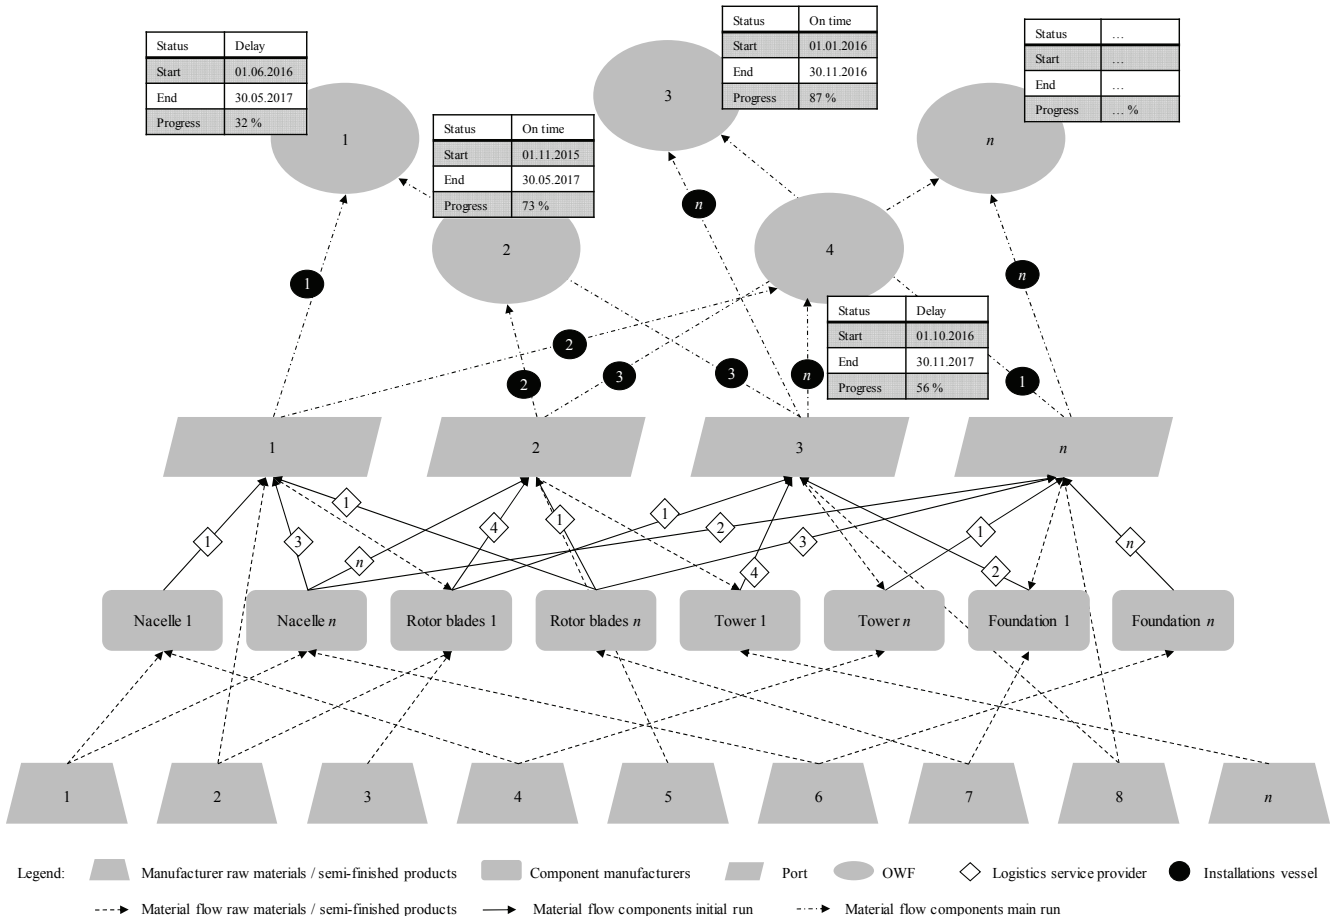 Status Delay
Start 01.06.2016
End 30.05.2017
Progress 32 %
Status On time
Start 01.11.2015
End 30.05.2017
Progress 73 %
Status On time
Start 01.01.2016
End 30.11.2016
Progress 87 %
Status ...
Start ...
End ...
Progress ... %
1
2
3
4
n
Status Delay
Start 01.10.2016
End 30.11.2017
Progress 56 %
n
1
n
2
2
3
3
n
1
1
2
3
n
1
1
3
n
4
1
1
2
3
4
1
2
n
Nacelle 1
Nacelle n
Rotor blades 1
Rotor blades n
Tower 1
Tower n
Foundation 1
Foundation n
1
2
3
4
5
6
7
8
n
Legend: Manufacturer raw materials / semi-finished products Component manufacturers Port OWF Logistics service provider Installations vessel
Material flow raw materials / semi-finished products Material flow components initial run Material flow components main run